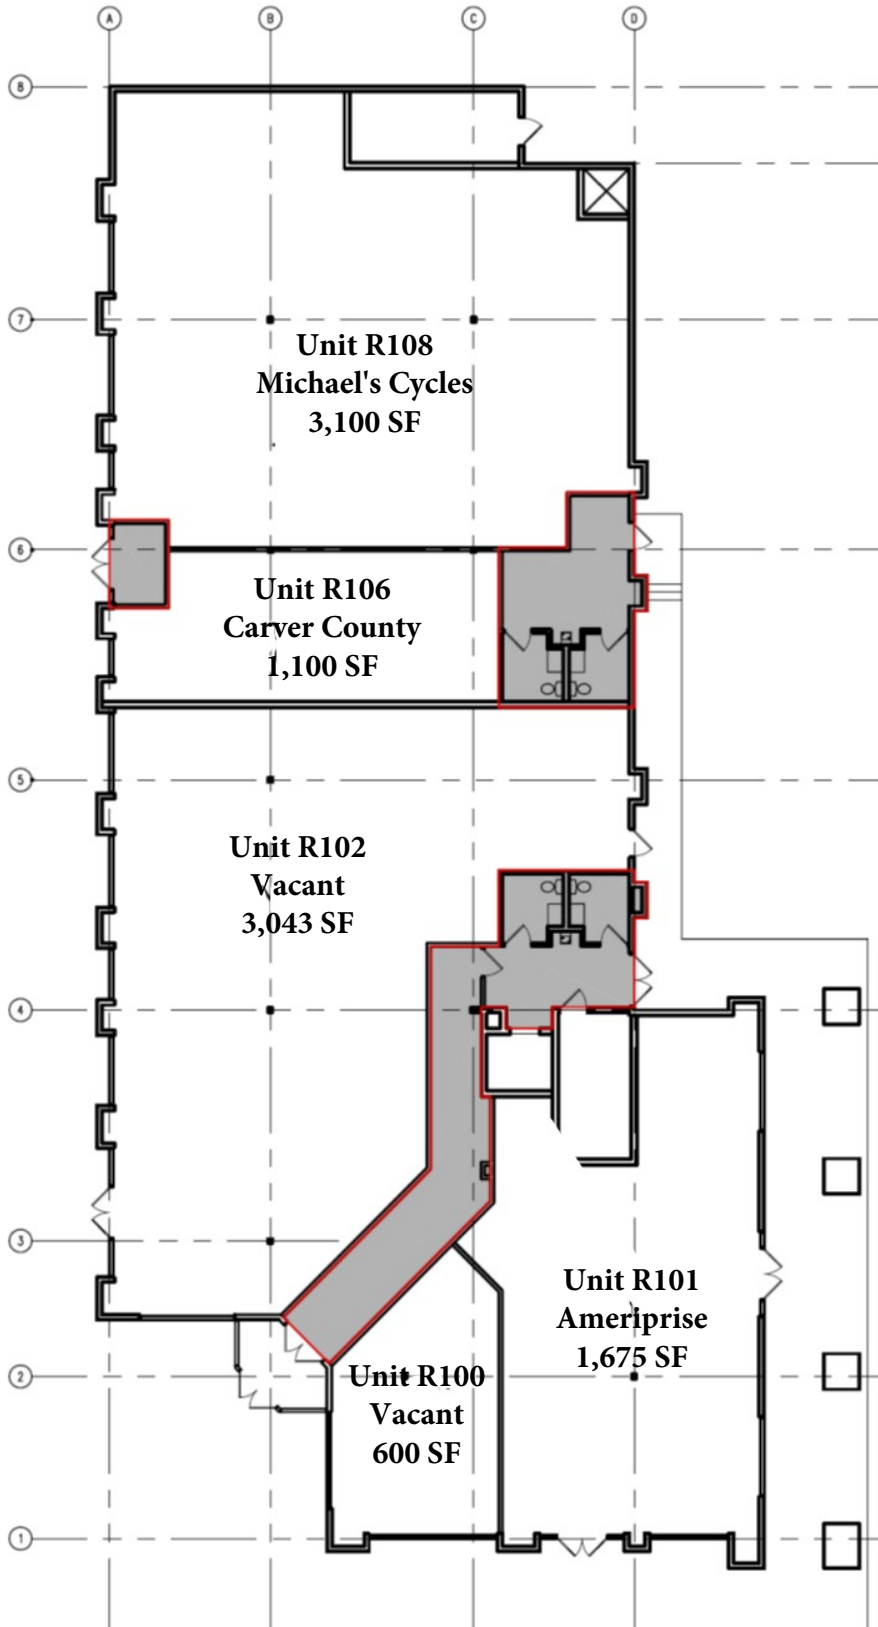 A B C D
8
7
Unit R108
Michael's Cycles
3,100 SF
6
Unit R106
Carver County
1,100 SF
5
Unit R102
Vacant
3,043 SF
4
3
Unit R101
Ameriprise
1,675 SF
2
Unit R100
Vacant
600 SF
1